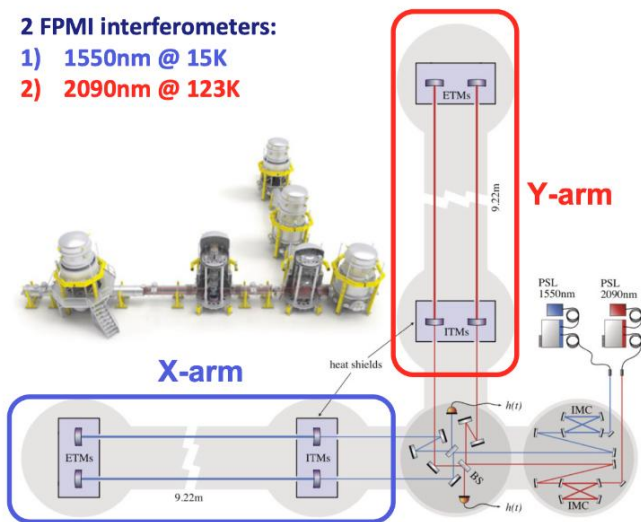 2 FPMI interferometers:
1) 1550nm @ 15K
2) 2090nm @ 123K
ETMs
Y-arm
9.22m
PSL
1550nm
PSL
2090nm
ITMs
X-arm
heat shields
h(t)
IMC
ETMs
ITMs
BS
9.22m
h(t)
IMC